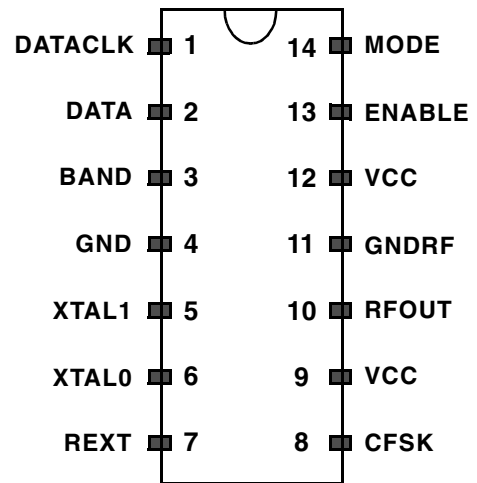 DATACLK 1 14 MODE
DATA 2 13 ENABLE
BAND 3 12 VCC
GND 4 11 GNDRF
XTAL1 5 10 RFOUT
XTAL0 6 9 VCC
REXT 7 8 CFSK